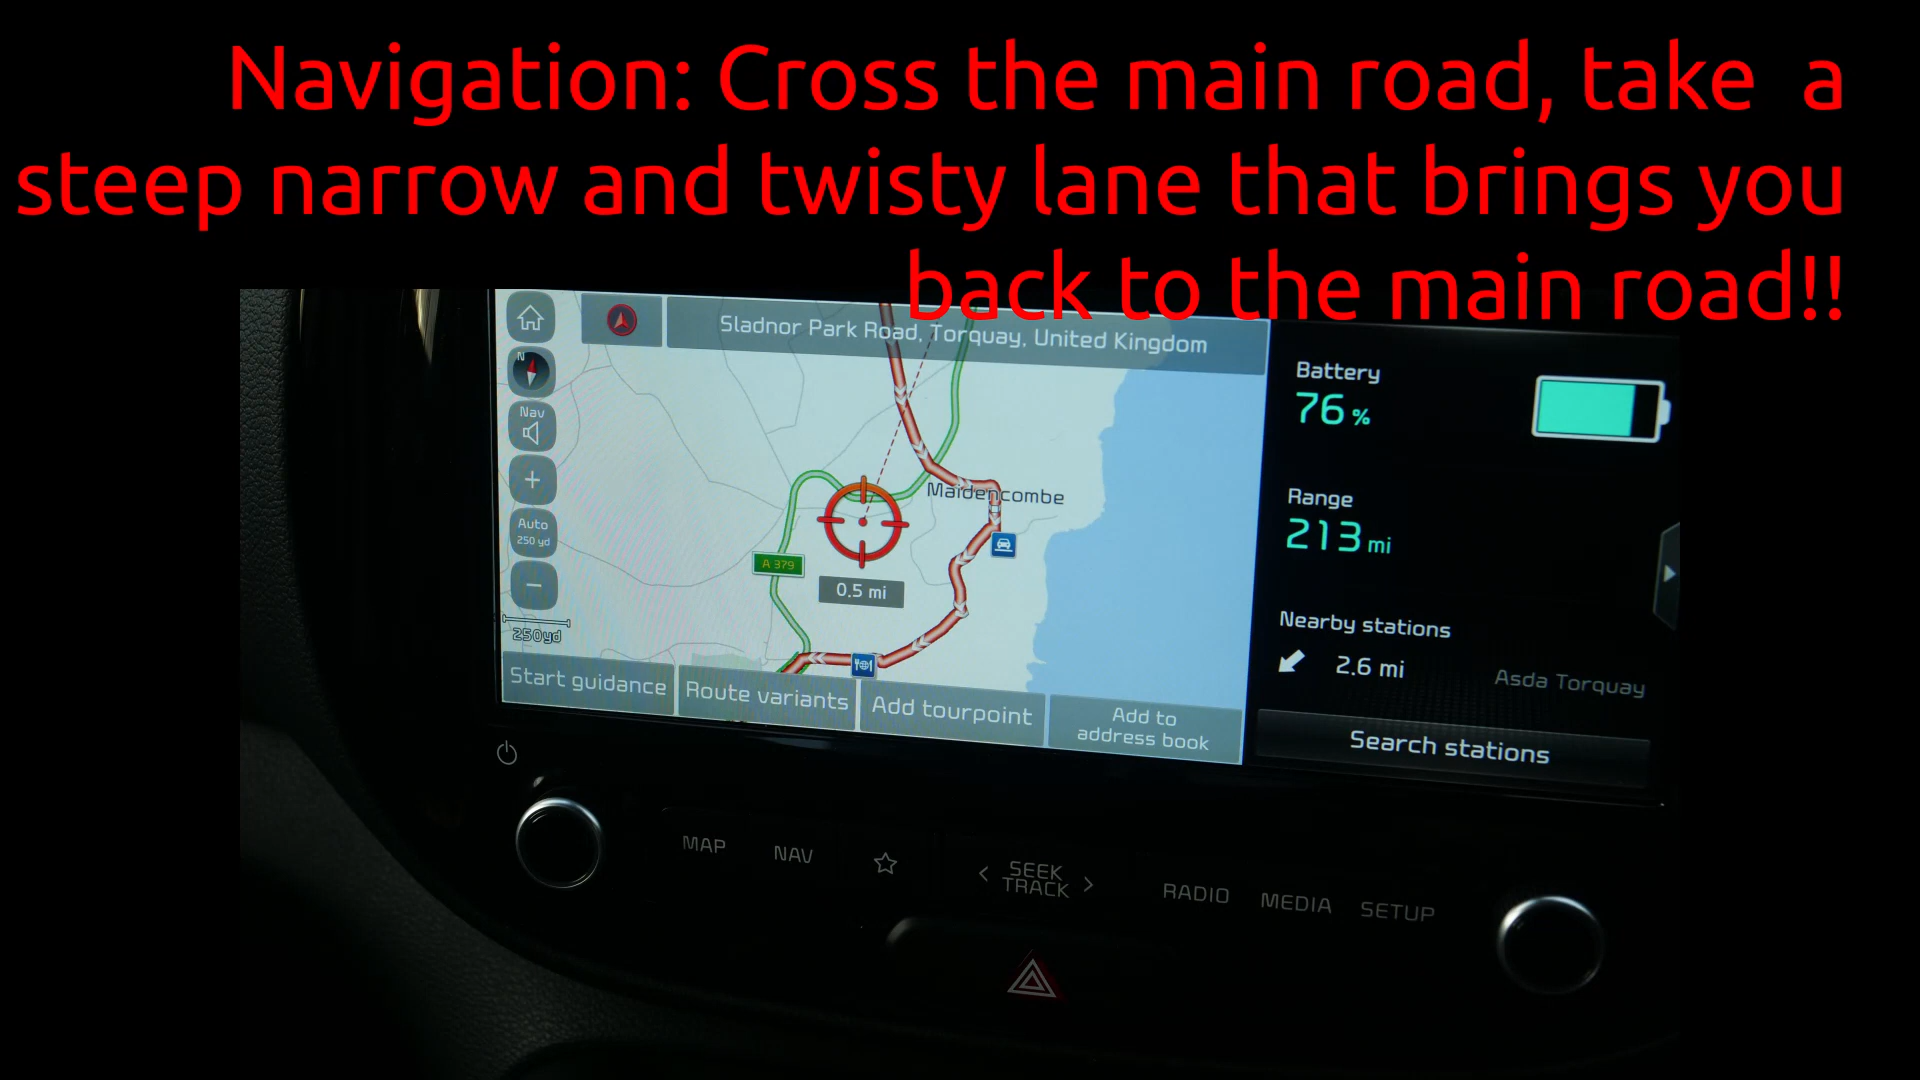 Navigation: Cross the main road, take  a
steep narrow and twisty lane that brings you
back to the main road!!
Sladnor Park Road, Torquay, United Kingdom
N
Nav
+
Auto
250 yd
−
250yd
Maidencombe
A 379
0.5 mi
Start guidance
Route variants
Add tourpoint
Add to
address book
Battery
76 %
Range
213 mi
Nearby stations
2.6 mi
Asda Torquay
Search stations
MAP
NAV
< SEEK
TRACK >
RADIO
MEDIA
SETUP